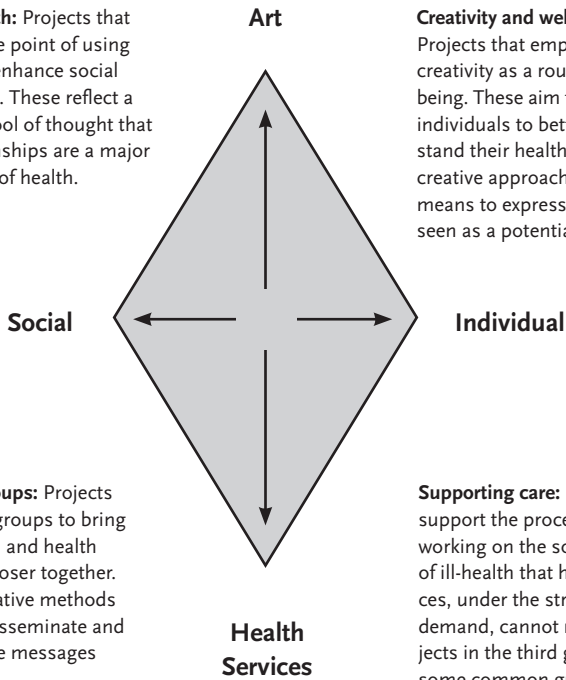 Art
th: Projects that
e point of using
enhance social
. These reflect a
ool of thought that
nships are a major
of health.
Creativity and wel
Projects that emp
creativity as a rou
being. These aim
individuals to bet
stand their health
creative approach
means to express
seen as a potentia
Social
Individual
ups: Projects
groups to bring
and health
oser together.
ative methods
sseminate and
e messages
Supporting care:
support the proce
working on the so
of ill-health that h
ces, under the str
demand, cannot
jects in the third
some common
Health
Services